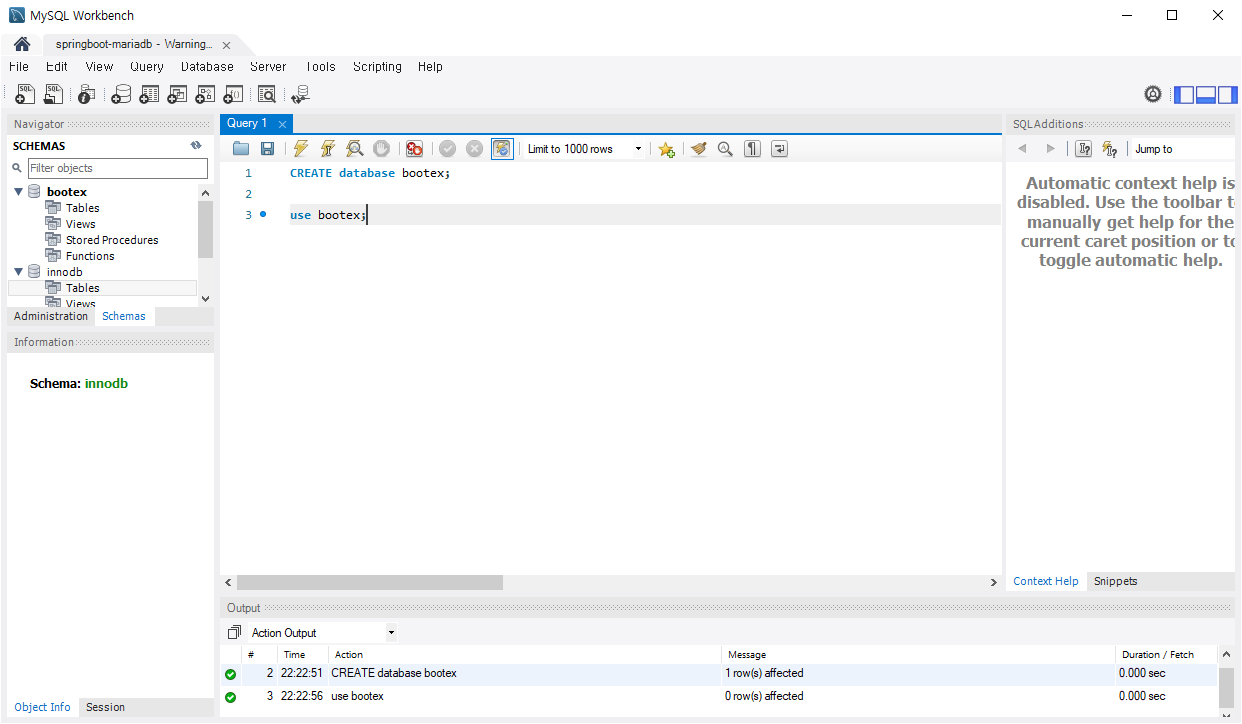 MySQL Workbench
springboot-mariadb - Warning...
File Edit View Query Database Server Tools Scripting Help
Navigator
SCHEMAS
Filter objects
bootex
Tables
Views
Stored Procedures
Functions
innodb
Tables
Views
Administration Schemas
Information
Schema: innodb
Object Info Session
Query 1
Limit to 1000 rows
1 CREATE database bootex;
2
3 use bootex;
SQLAdditions
Jump to
Automatic context help is
disabled. Use the toolbar t
manually get help for the
current caret position or to
toggle automatic help.
Context Help Snippets
Output
Action Output
# Time Action Message Duration / Fetch
2 22:22:51 CREATE database bootex 1 row(s) affected 0.000 sec
3 22:22:56 use bootex 0 row(s) affected 0.000 sec